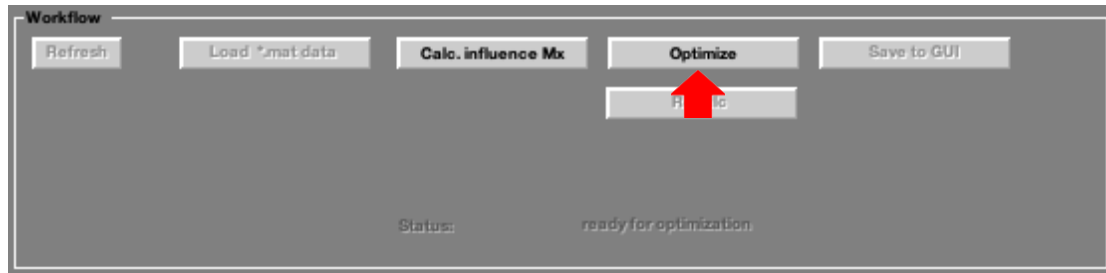 Workflow
Refresh Load *.mat data Calc. influence Mx Optimize Save to GUI
Status: ready for optimization